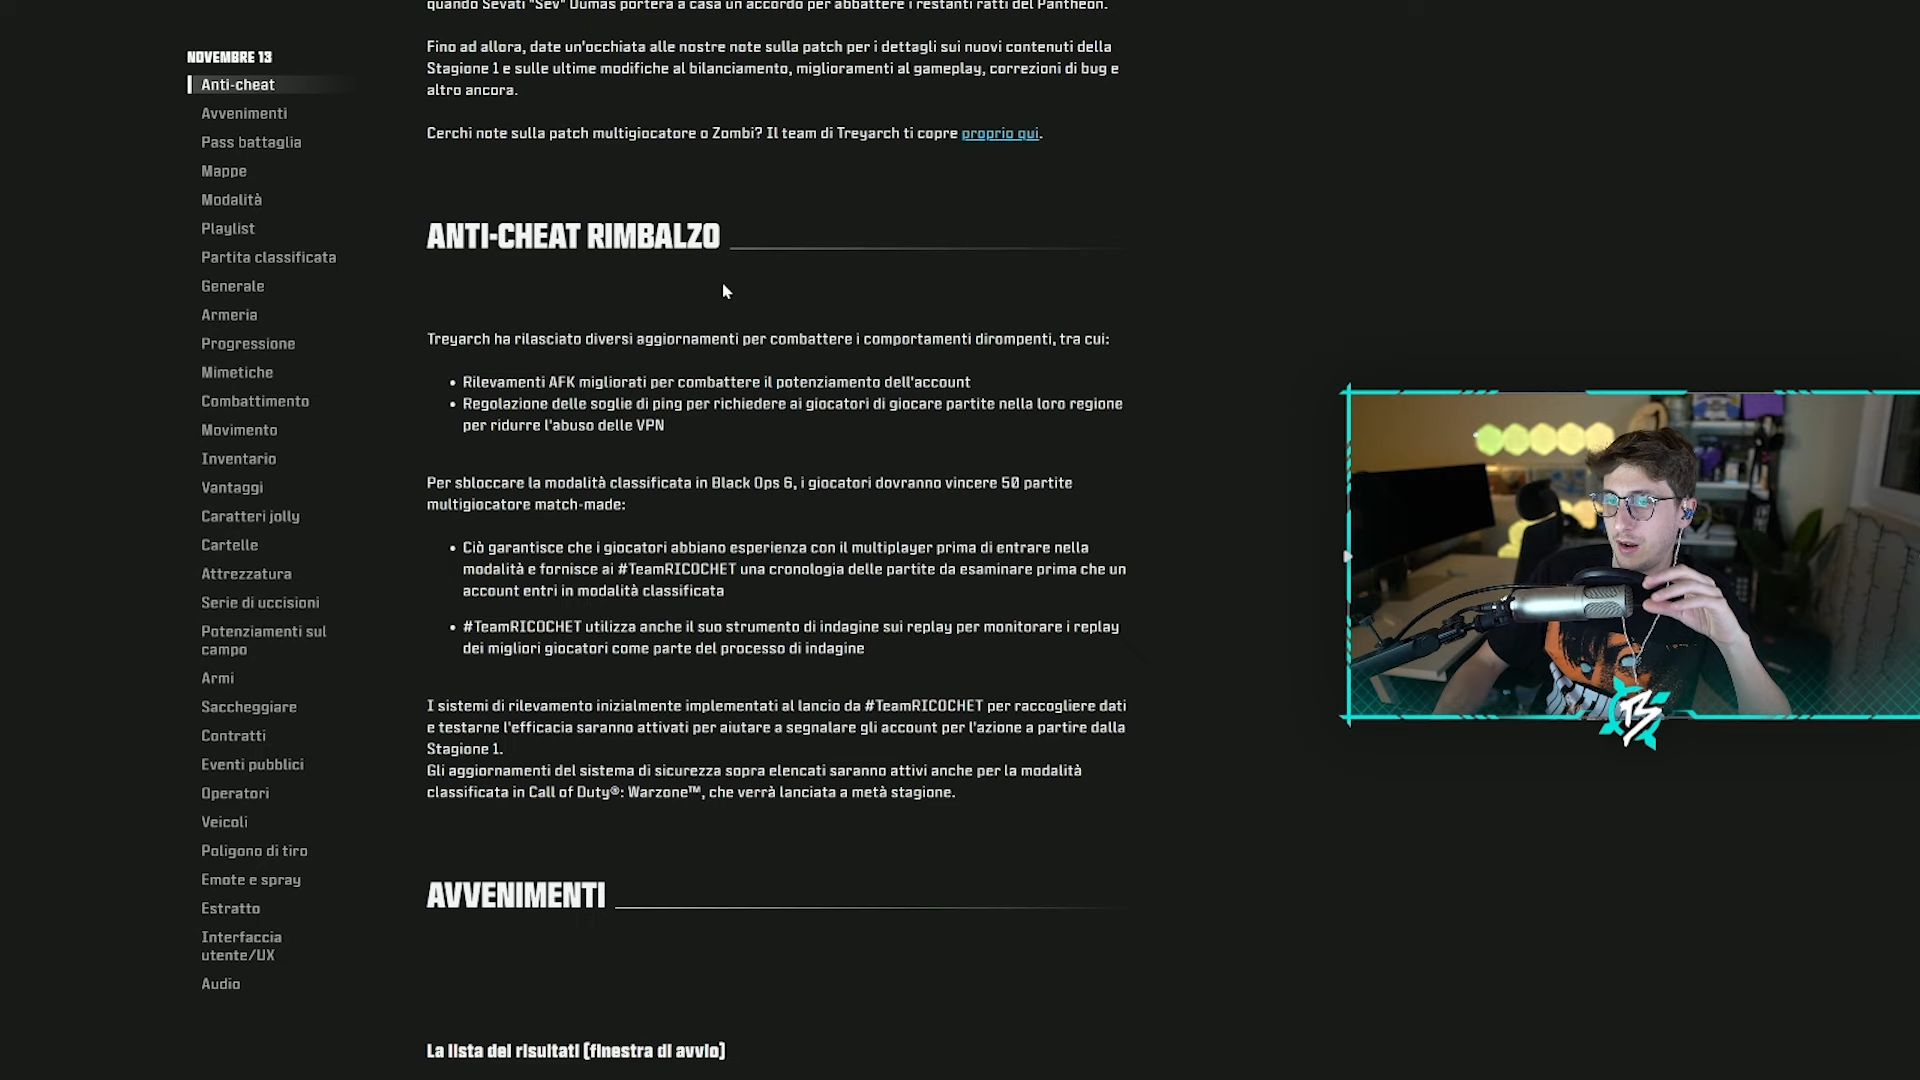 quando Sevati "Sev" Dumas porterà a casa un accordo per abbattere i restanti ratti del Pantheon.
NOVEMBRE 13
Anti-cheat
Avvenimenti
Pass battaglia
Mappe
Modalità
Playlist
Partita classificata
Generale
Armeria
Progressione
Mimetiche
Combattimento
Movimento
Inventario
Vantaggi
Caratteri jolly
Cartelle
Attrezzatura
Serie di uccisioni
Potenziamenti sul
campo
Armi
Saccheggiare
Contratti
Eventi pubblici
Operatori
Veicoli
Poligono di tiro
Emote e spray
Estratto
Interfaccia
utente/UX
Audio
Fino ad allora, date un'occhiata alle nostre note sulla patch per i dettagli sui nuovi contenuti della
Stagione 1 e sulle ultime modifiche al bilanciamento, miglioramenti al gameplay, correzioni di bug e
altro ancora.
Cerchi note sulla patch multigiocatore o Zombi? Il team di Treyarch ti copre proprio qui.
ANTI-CHEAT RIMBALZO
Treyarch ha rilasciato diversi aggiornamenti per combattere i comportamenti dirompenti, tra cui:
• Rilevamenti AFK migliorati per combattere il potenziamento dell'account
• Regolazione delle soglie di ping per richiedere ai giocatori di giocare partite nella loro regione
per ridurre l'abuso delle VPN
Per sbloccare la modalità classificata in Black Ops 6, i giocatori dovranno vincere 50 partite
multigiocatore match-made:
• Ciò garantisce che i giocatori abbiano esperienza con il multiplayer prima di entrare nella
modalità e fornisce ai #TeamRICOCHET una cronologia delle partite da esaminare prima che un
account entri in modalità classificata
• #TeamRICOCHET utilizza anche il suo strumento di indagine sui replay per monitorare i replay
dei migliori giocatori come parte del processo di indagine
I sistemi di rilevamento inizialmente implementati al lancio da #TeamRICOCHET per raccogliere dati
e testarne l'efficacia saranno attivati per aiutare a segnalare gli account per l'azione a partire dalla
Stagione 1.
Gli aggiornamenti del sistema di sicurezza sopra elencati saranno attivi anche per la modalità
classificata in Call of Duty®: Warzone™, che verrà lanciata a metà stagione.
AVVENIMENTI
La lista dei risultati (finestra di avvio)